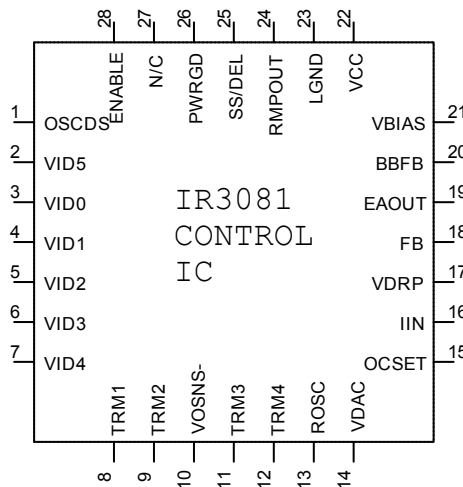 28 27 26 25 24 23 22
ENABLE N/C PWRGD SS/DEL RMPOUT LGND VCC
1 OSCDS VBIAS 21
2 VID5 BBFB 20
3 VID0 IR3081 EAOUT 19
4 VID1 CONTROL FB 18
5 VID2 IC VDRP 17
6 VID3 IIN 16
7 VID4 OCSET 15
TRM1 TRM2 VOSNS- TRM3 TRM4 ROSC VDAC
8 9 10 11 12 13 14